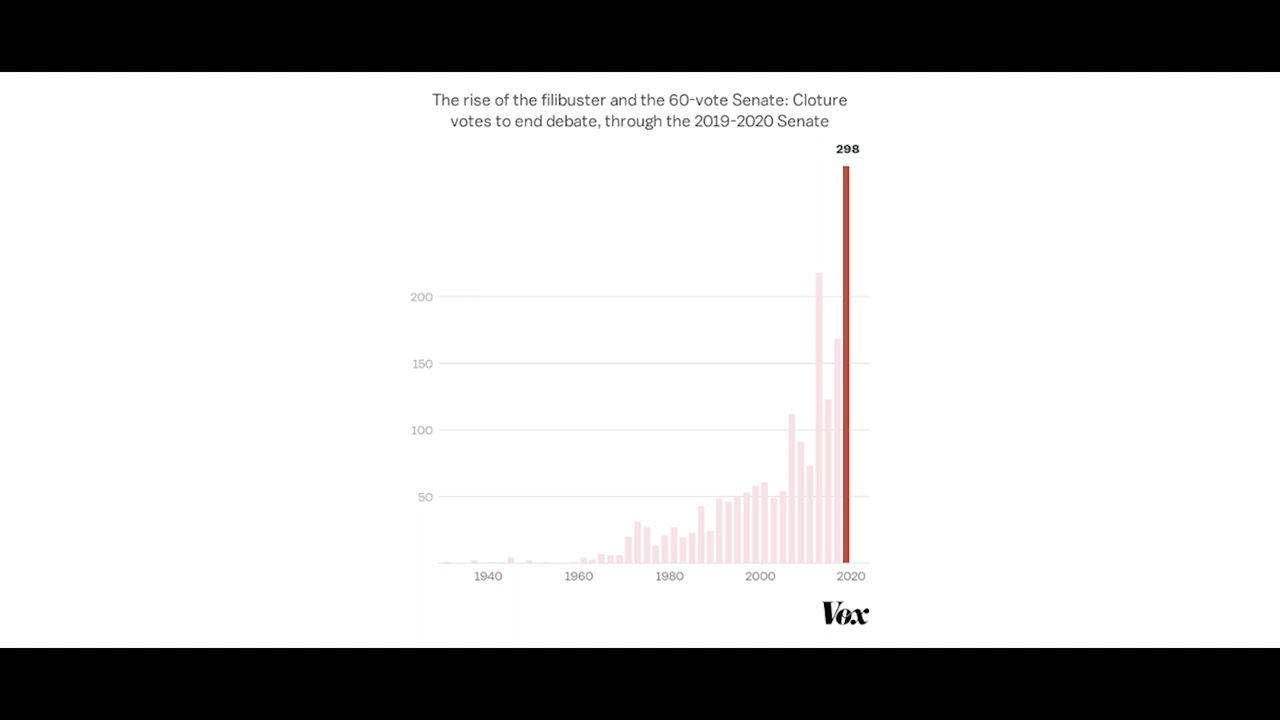 The rise of the filibuster and the 60-vote Senate: Cloture
votes to end debate, through the 2019-2020 Senate
298
200
150
100
50
1940 1960 1980 2000 2020
Vox